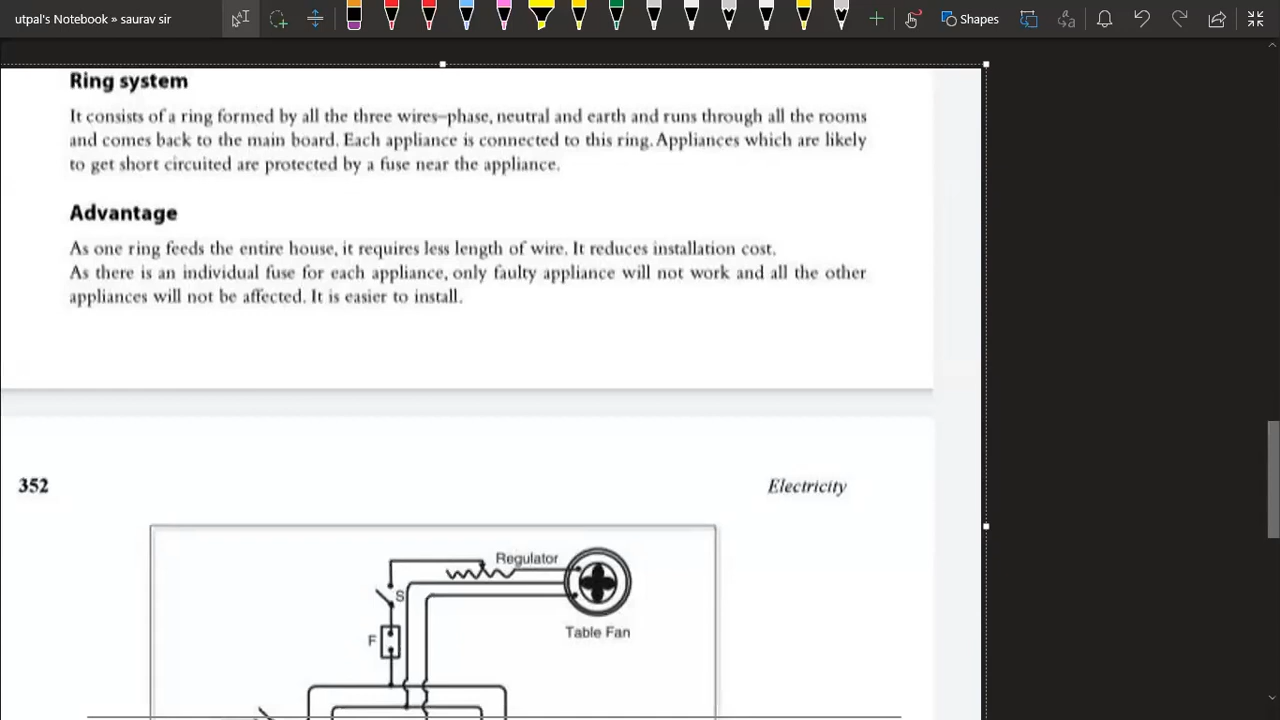 utpal's Notebook » saurav sir
Shapes
Ring system
It consists of a ring formed by all the three wires–phase, neutral and earth and runs through all the rooms
and comes back to the main board. Each appliance is connected to this ring. Appliances which are likely
to get short circuited are protected by a fuse near the appliance.
Advantage
As one ring feeds the entire house, it requires less length of wire. It reduces installation cost.
As there is an individual fuse for each appliance, only faulty appliance will not work and all the other
appliances will not be affected. It is easier to install.
352
Electricity
Regulator
S
F
Table Fan